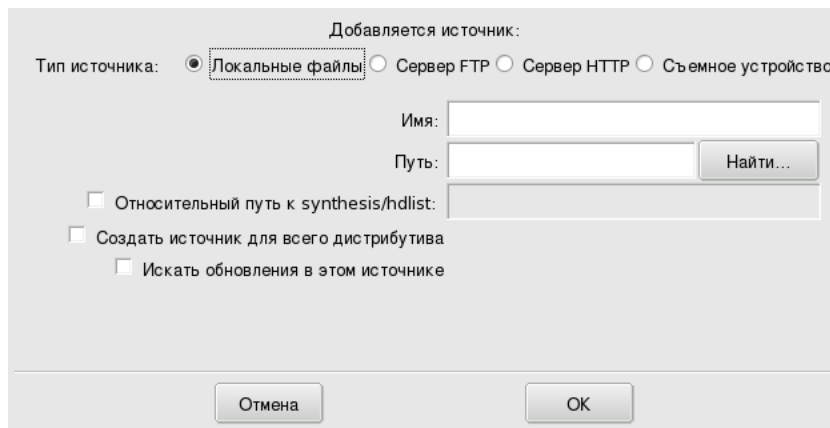 Добавляется источник:
Тип источника: Локальные файлы Сервер FTP Сервер HTTP Съемное устройство
Имя:
Путь: Найти...
Относительный путь к synthesis/hdlist:
Создать источник для всего дистрибутива
Искать обновления в этом источнике
Отмена OK